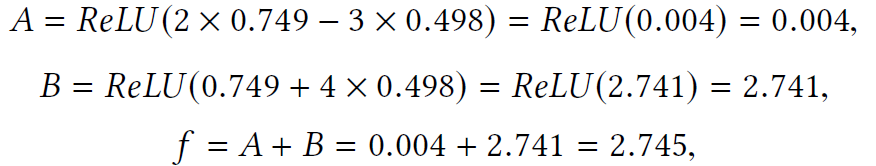 A = ReLU(2 × 0.749 − 3 × 0.498) = ReLU(0.004) = 0.004,
B = ReLU(0.749 + 4 × 0.498) = ReLU(2.741) = 2.741,
f = A + B = 0.004 + 2.741 = 2.745,